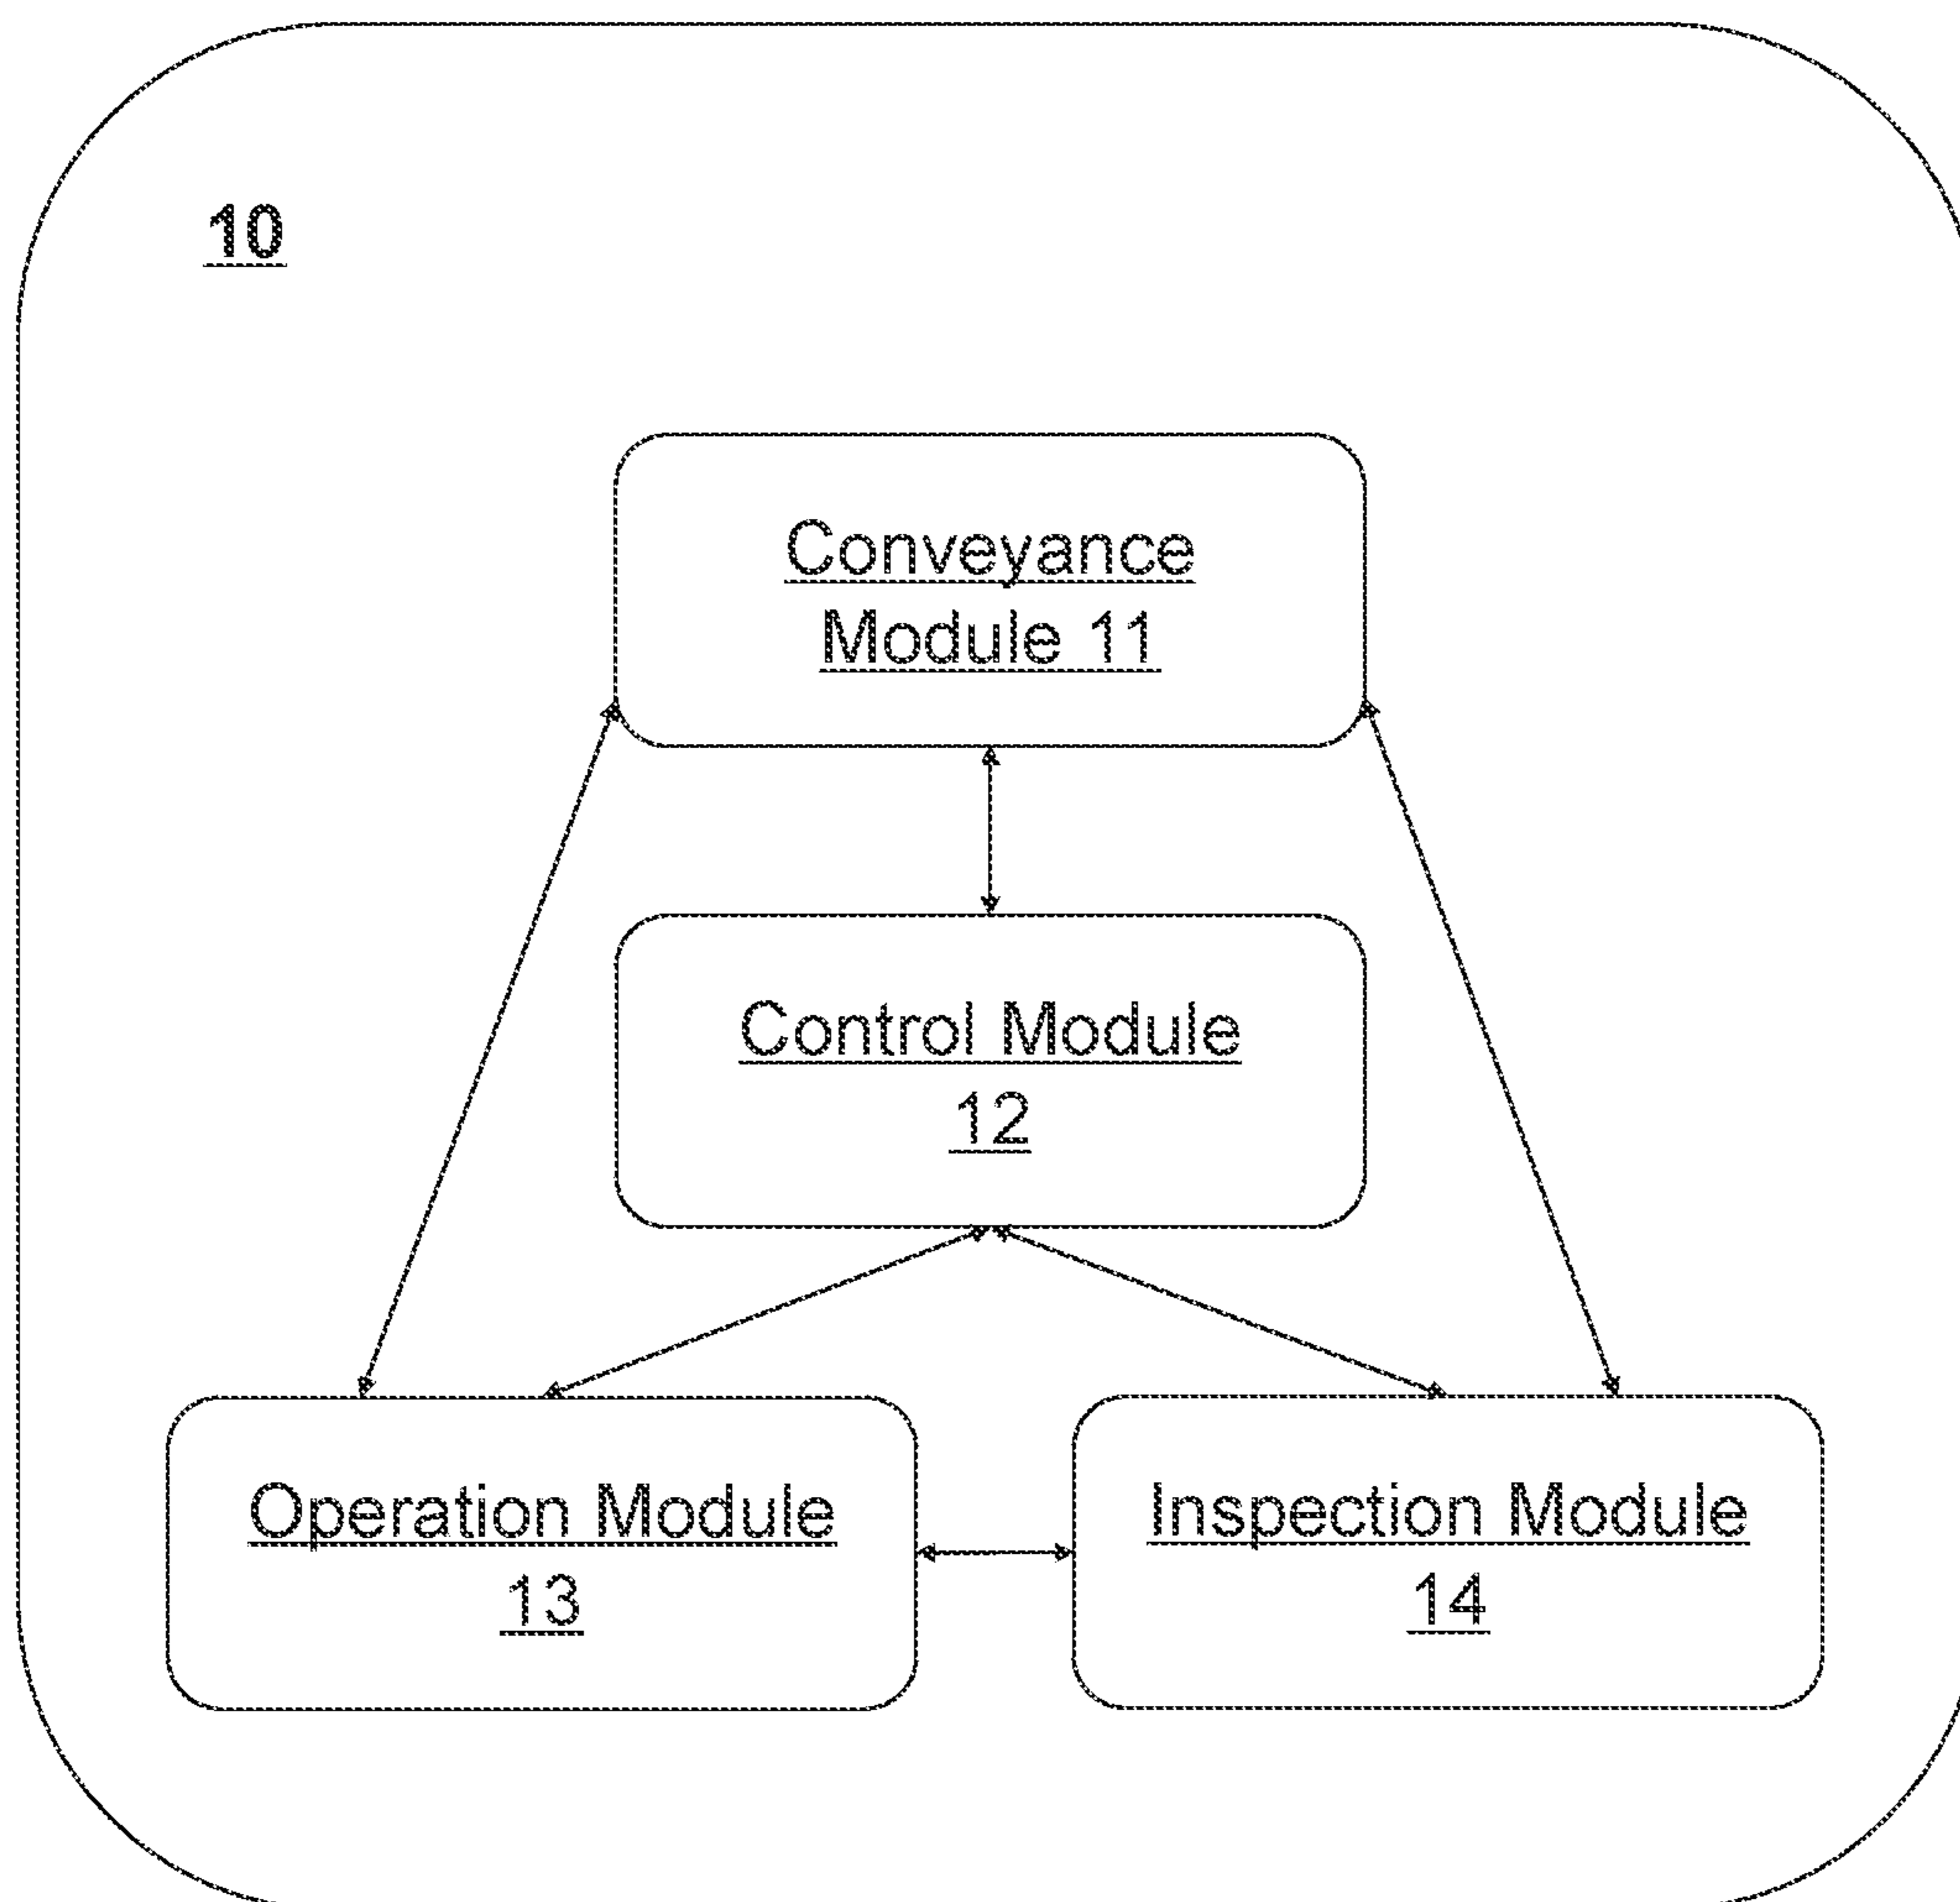 10
Conveyance
Module 11
Control Module
12
Operation Module
13
Inspection Module
14